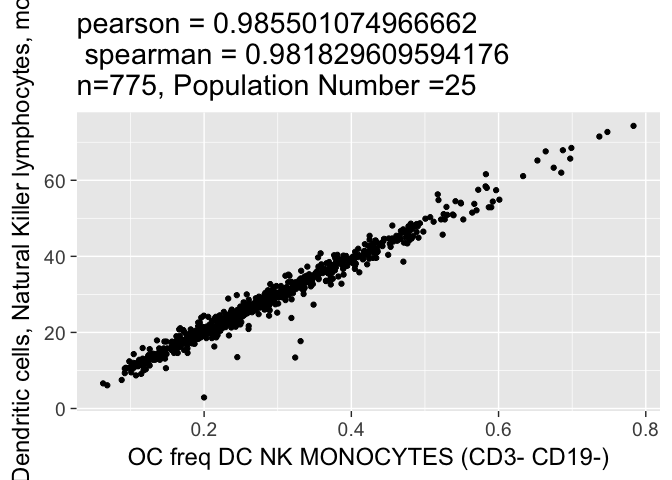 pearson = 0.985501074966662
spearman = 0.981829609594176
n=775, Population Number =25
Dendritic cells, Natural Killer lymphocytes,
60
40
20
0
0.2 0.4 0.6 0.8
OC freq DC NK MONOCYTES (CD3- CD19-)